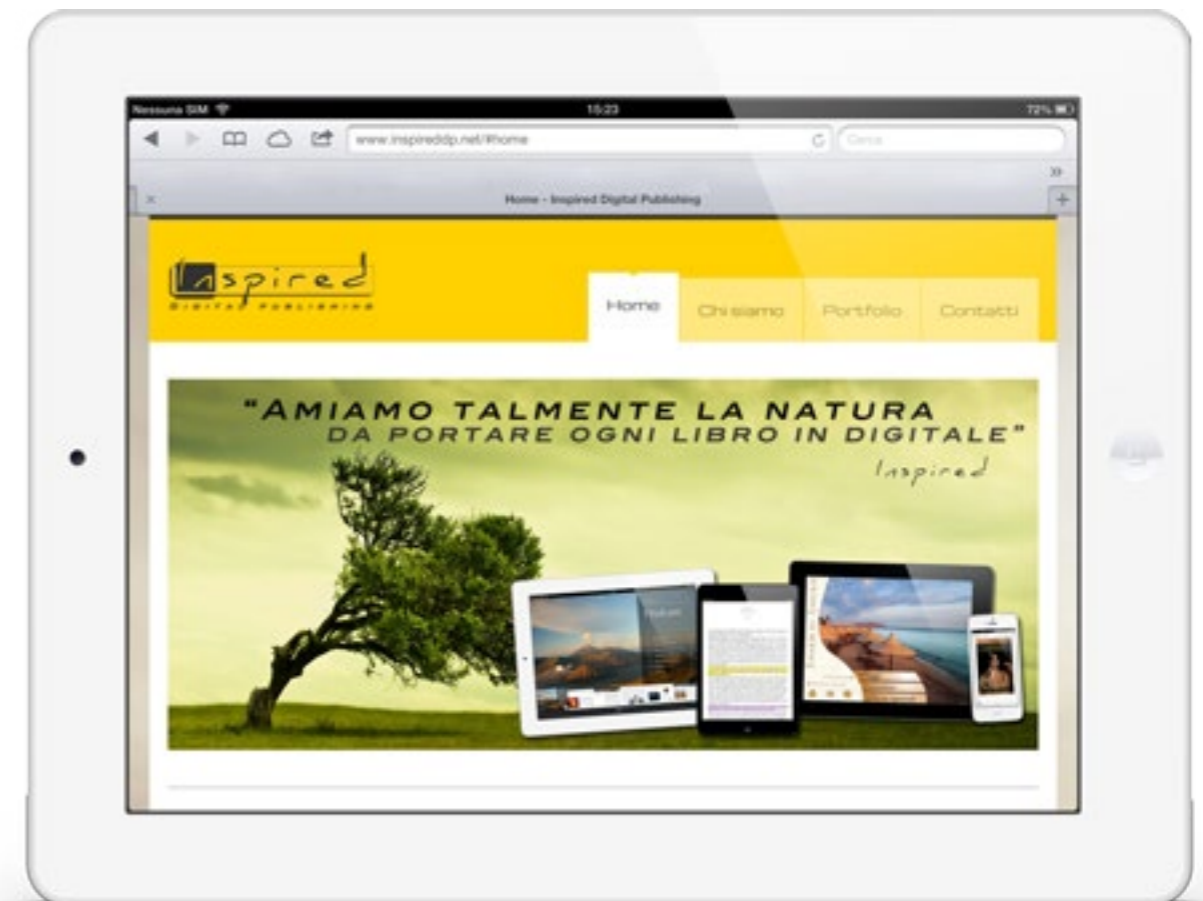 Nessuna SIM 15:23 72%
www.inspireddp.net/#home Cerca
Home - Inspired Digital Publishing
Inspired
DIGITAL PUBLISHING
Home Chi siamo Portfolio Contatti
"AMIAMO TALMENTE LA NATURA
DA PORTARE OGNI LIBRO IN DIGITALE"
Inspired